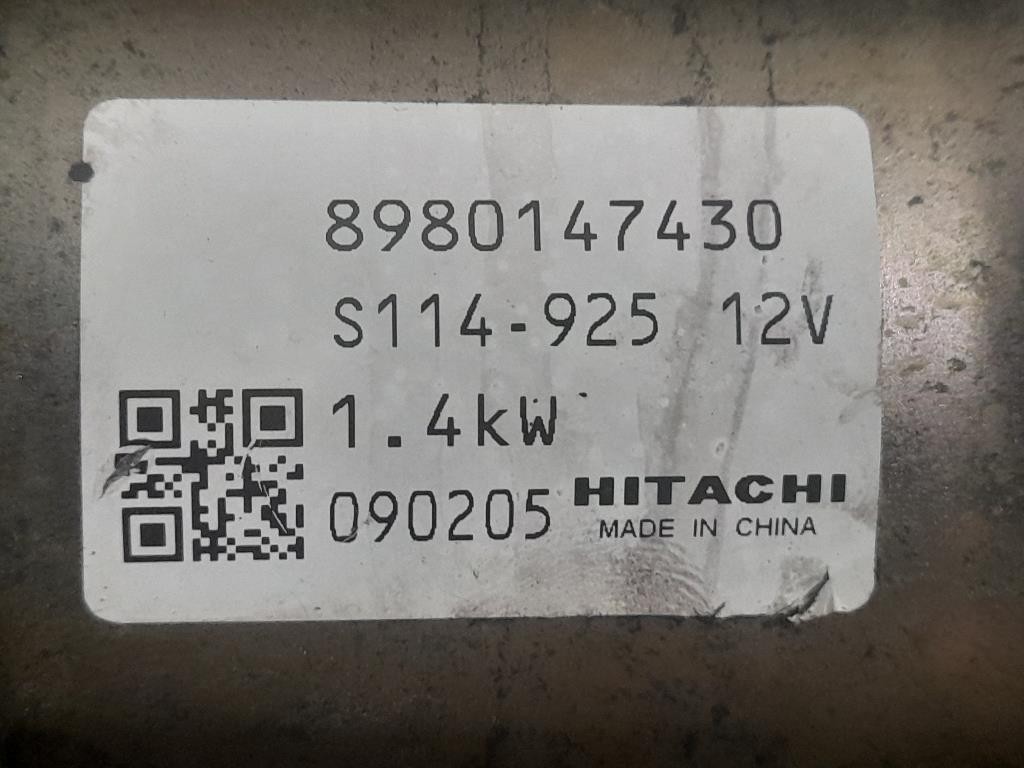 8980147430
S114-925 12V
1.4kW
090205 HITACHI
MADE IN CHINA